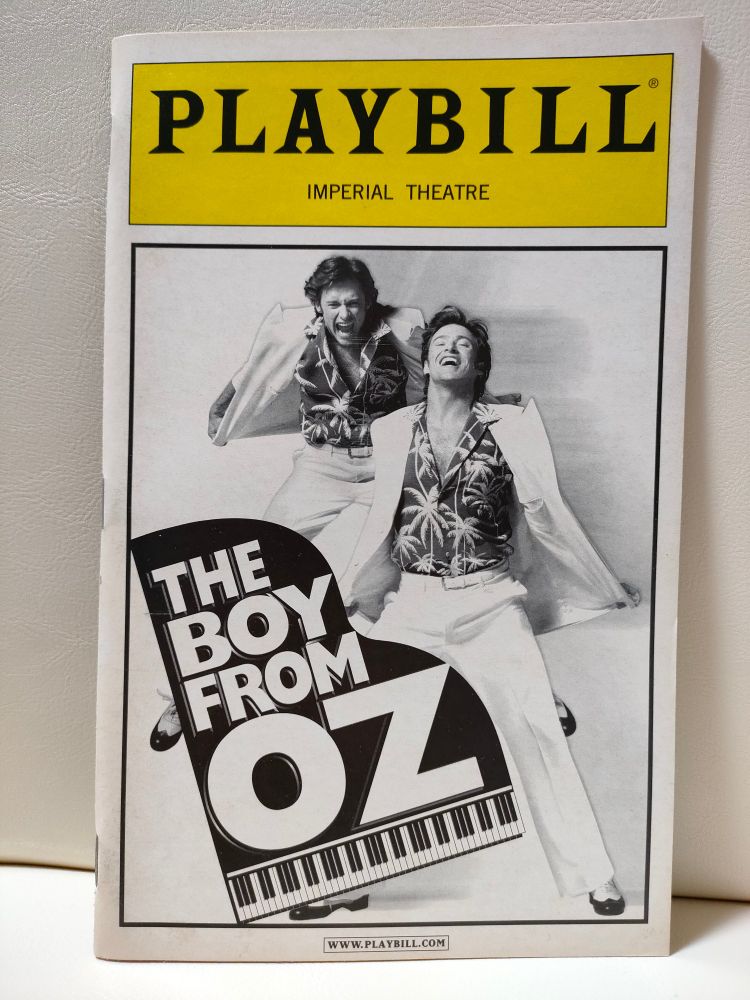 PLAYBILL®
IMPERIAL THEATRE
THE
BOY
FROM
OZ
WWW.PLAYBILL.COM